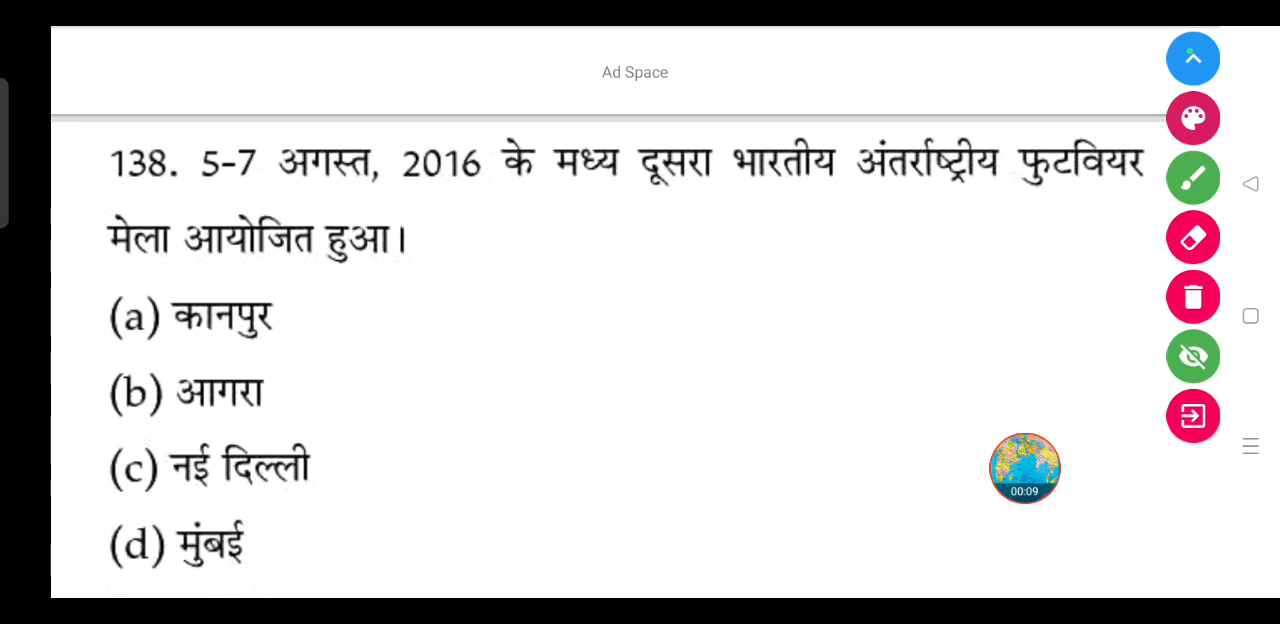 Ad Space
138. 5-7 अगस्त, 2016 के मध्य दूसरा भारतीय अंतर्राष्ट्रीय फुटवियर
मेला आयोजित हुआ।
(a) कानपुर
(b) आगरा
(c) नई दिल्ली
(d) मुंबई
00:09